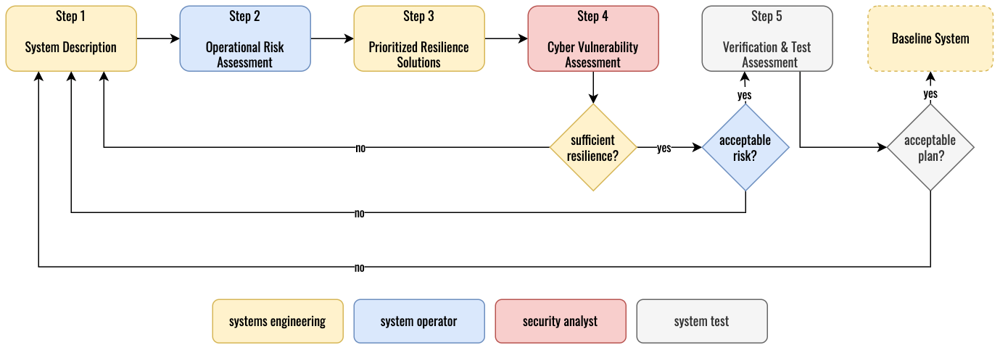 Step 1
System Description
Step 2
Operational Risk
Assessment
Step 3
Prioritized Resilience
Solutions
Step 4
Cyber Vulnerability
Assessment
Step 5
Verification & Test
Assessment
Baseline System
yes
yes
sufficient
resilience?
acceptable
risk?
acceptable
plan?
no
yes
no
no
systems engineering
system operator
security analyst
system test